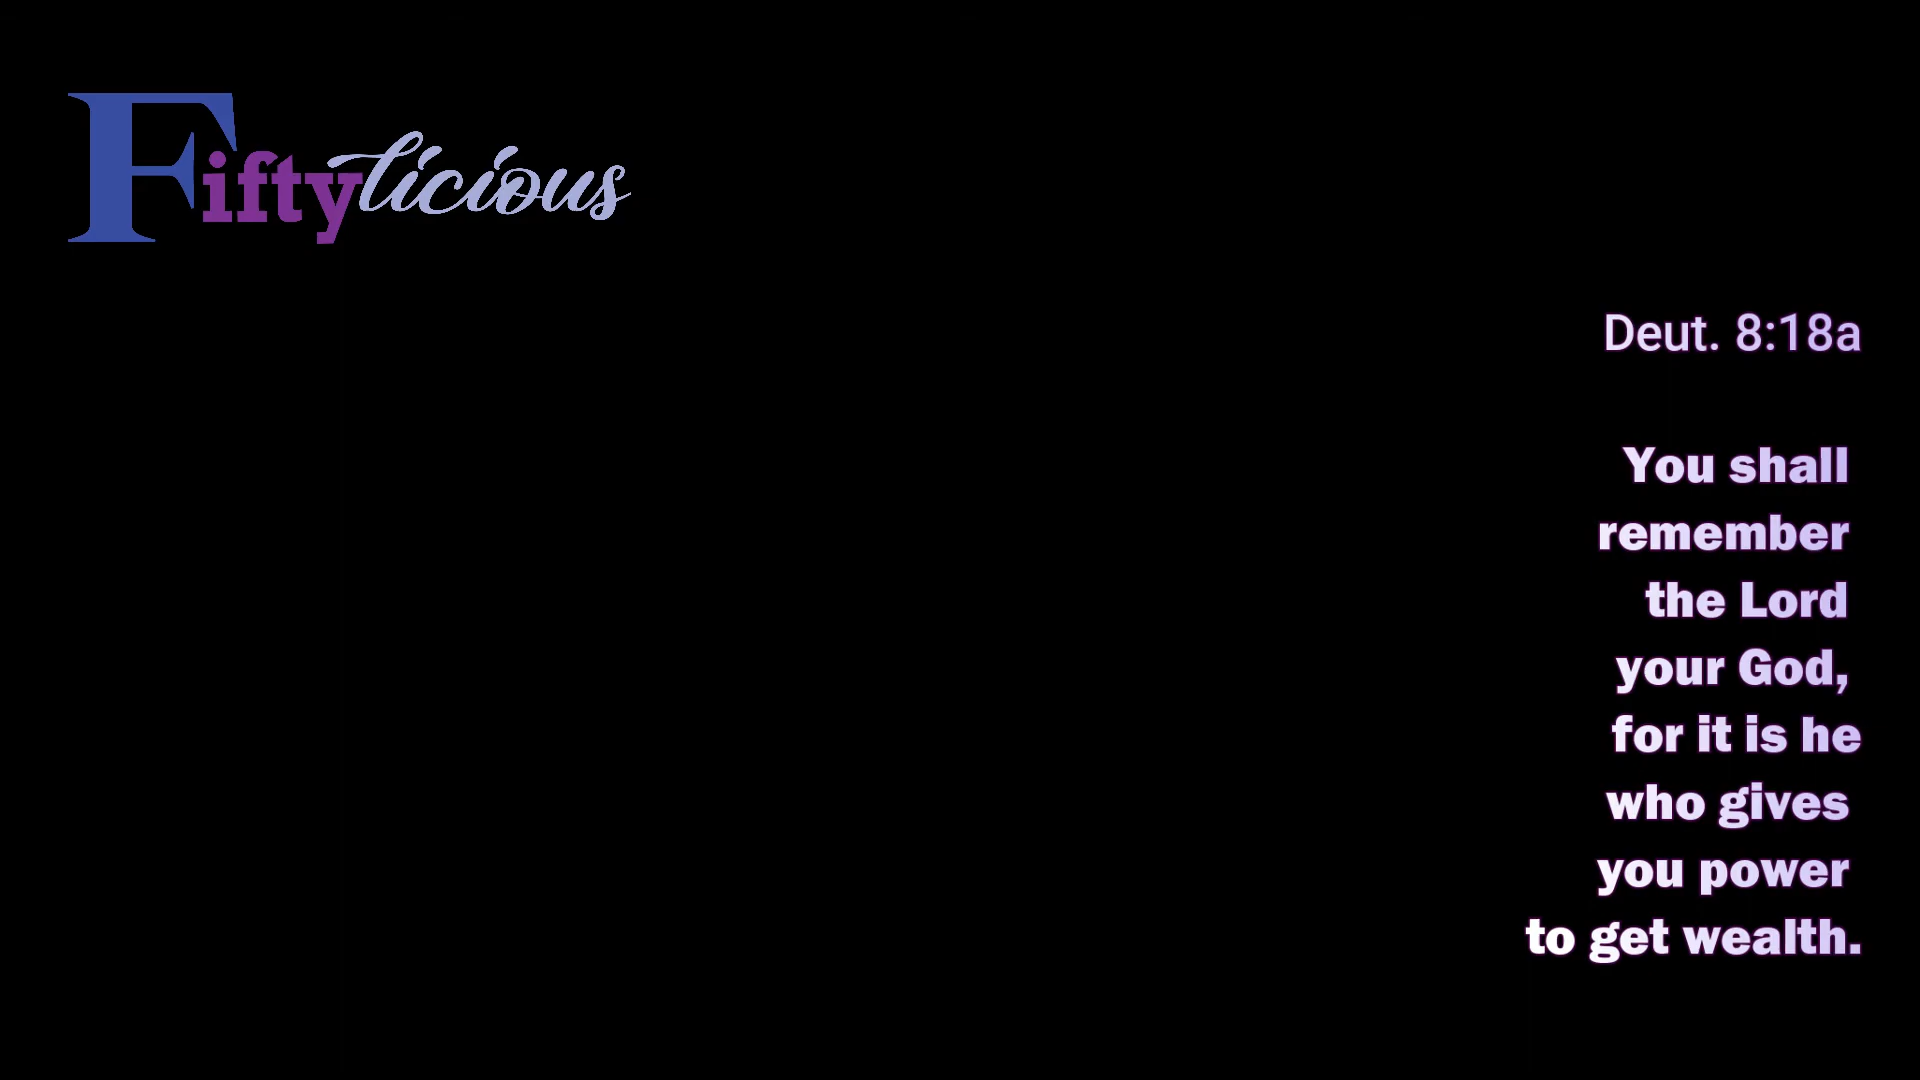 Fiftylicious
Deut. 8:18a
You shall
remember
the Lord
your God,
for it is he
who gives
you power
to get wealth.